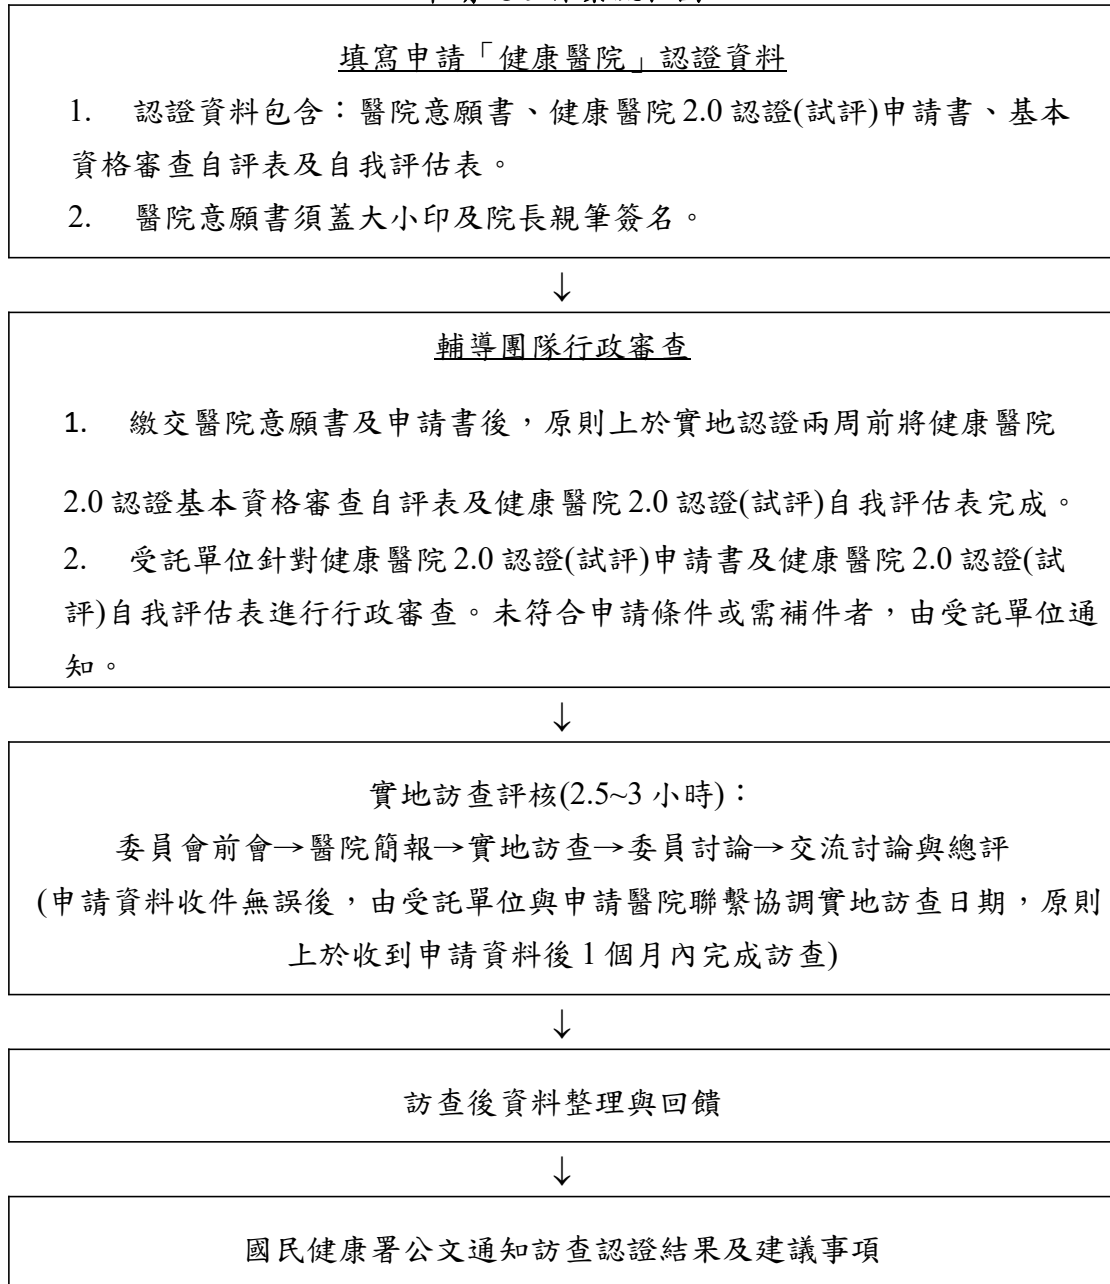 填寫申請「健康醫院」認證資料
1. 認證資料包含：醫院意願書、健康醫院 2.0 認證(試評)申請書、基本
資格審查自評表及自我評估表。
2. 醫院意願書須蓋大小印及院長親筆簽名。
↓
輔導團隊行政審查
1. 繳交醫院意願書及申請書後，原則上於實地認證兩周前將健康醫院
2.0 認證基本資格審查自評表及健康醫院 2.0 認證(試評)自我評估表完成。
2. 受託單位針對健康醫院 2.0 認證(試評)申請書及健康醫院 2.0 認證(試
評)自我評估表進行行政審查。未符合申請條件或需補件者，由受託單位通
知。
↓
實地訪查評核(2.5~3 小時)：
委員會前會→醫院簡報→實地訪查→委員討論→交流討論與總評
(申請資料收件無誤後，由受託單位與申請醫院聯繫協調實地訪查日期，原則
上於收到申請資料後 1 個月內完成訪查)
↓
訪查後資料整理與回饋
↓
國民健康署公文通知訪查認證結果及建議事項